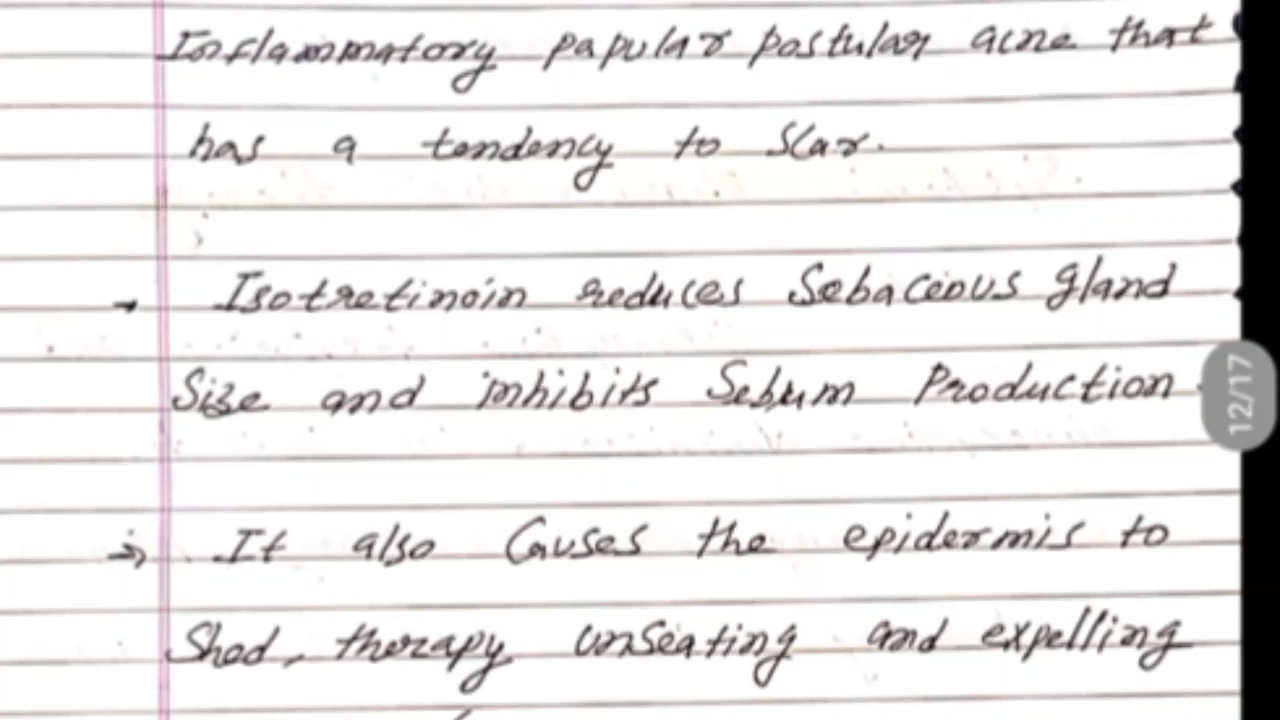 Inflammatory papular postular acne that
has a tendency to Scar.
→ Isotretinoin reduces Sebaceous gland
Size and inhibits Sebum Production.
⇒ It also Causes the epidermis to
Shed, therapy unseating and expelling
12/17